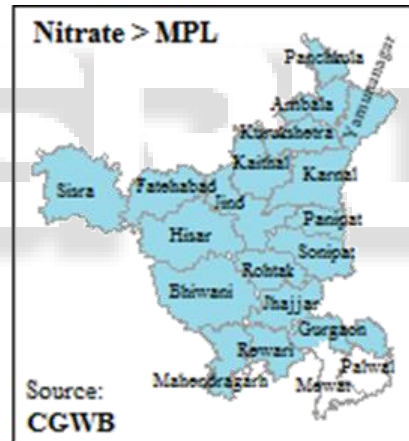 Nitrate > MPL
Panchkula
Ambala
Yamunanagar
Kurukshetra
Kaithal
Karnal
Sisra
Fatehabad
Jind
Panipat
Hisar
Sonipat
Rohtak
Bhiwani
Jhajjar
Gurgaon
Rewari
Palwal
Mahendragarh
Mewat
Source:
CGWB